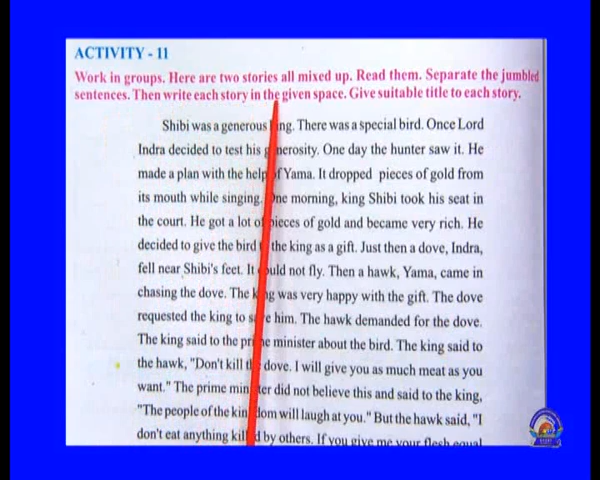 ACTIVITY - 11
Work in groups. Here are two stories all mixed up. Read them. Separate the jumbled
sentences. Then write each story in the given space. Give suitable title to each story.
Shibi was a generous king. There was a special bird. Once Lord
Indra decided to test his generosity. One day the hunter saw it. He
made a plan with the help of Yama. It dropped pieces of gold from
its mouth while singing. One morning, king Shibi took his seat in
the court. He got a lot of pieces of gold and became very rich. He
decided to give the bird to the king as a gift. Just then a dove, Indra,
fell near Shibi's feet. It could not fly. Then a hawk, Yama, came in
chasing the dove. The king was very happy with the gift. The dove
requested the king to save him. The hawk demanded for the dove.
The king said to the prime minister about the bird. The king said to
the hawk, "Don't kill the dove. I will give you as much meat as you
want." The prime minister did not believe this and said to the king,
"The people of the kingdom will laugh at you." But the hawk said, "I
don't eat anything killed by others. If you give me your flesh equal